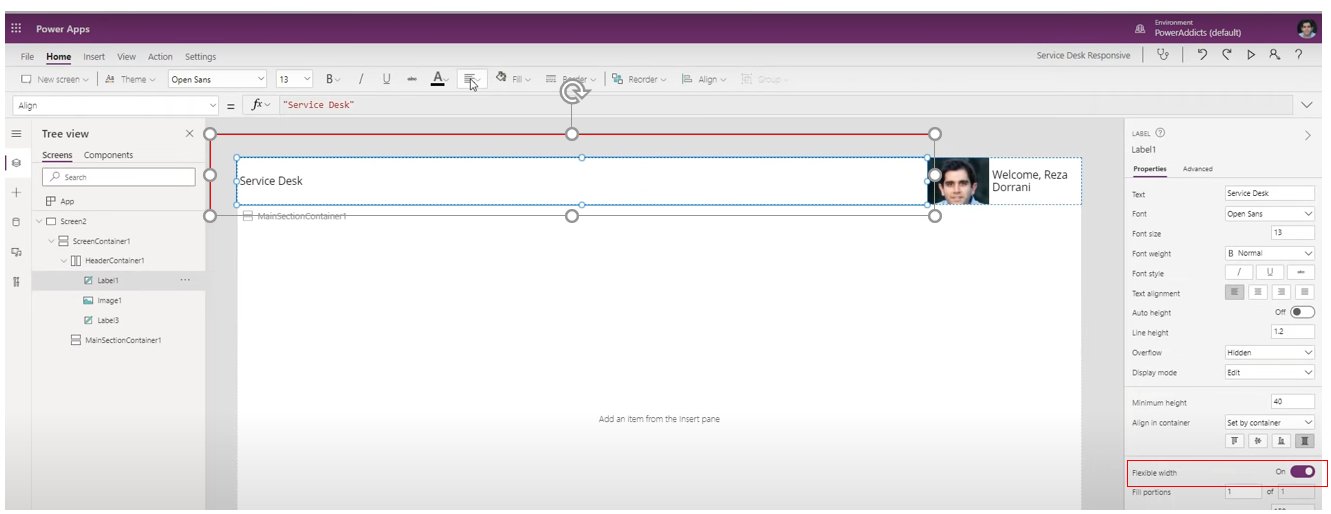 Power Apps
Environment
PowerAddicts (default)
File Home Insert View Action Settings
Service Desk Responsive
New screen Theme Open Sans 13 B / U abc A Fill Border Reorder Align Group
Align = fx "Service Desk"
Tree view
Screens Components
Search
App
Screen2
ScreenContainer1
HeaderContainer1
Label1
Image1
Label3
MainSectionContainer1
Service Desk
Welcome, Reza
Dorrani
MainSectionContainer1
Add an item from the Insert pane
LABEL ?
Label1
Properties Advanced
Text Service Desk
Font Open Sans
Font size 13
Font weight B Normal
Font style / U abc
Text alignment
Auto height Off
Line height 1.2
Overflow Hidden
Display mode Edit
Minimum height 40
Align in container Set by container
Flexible width On
Fill portions 1 of 1